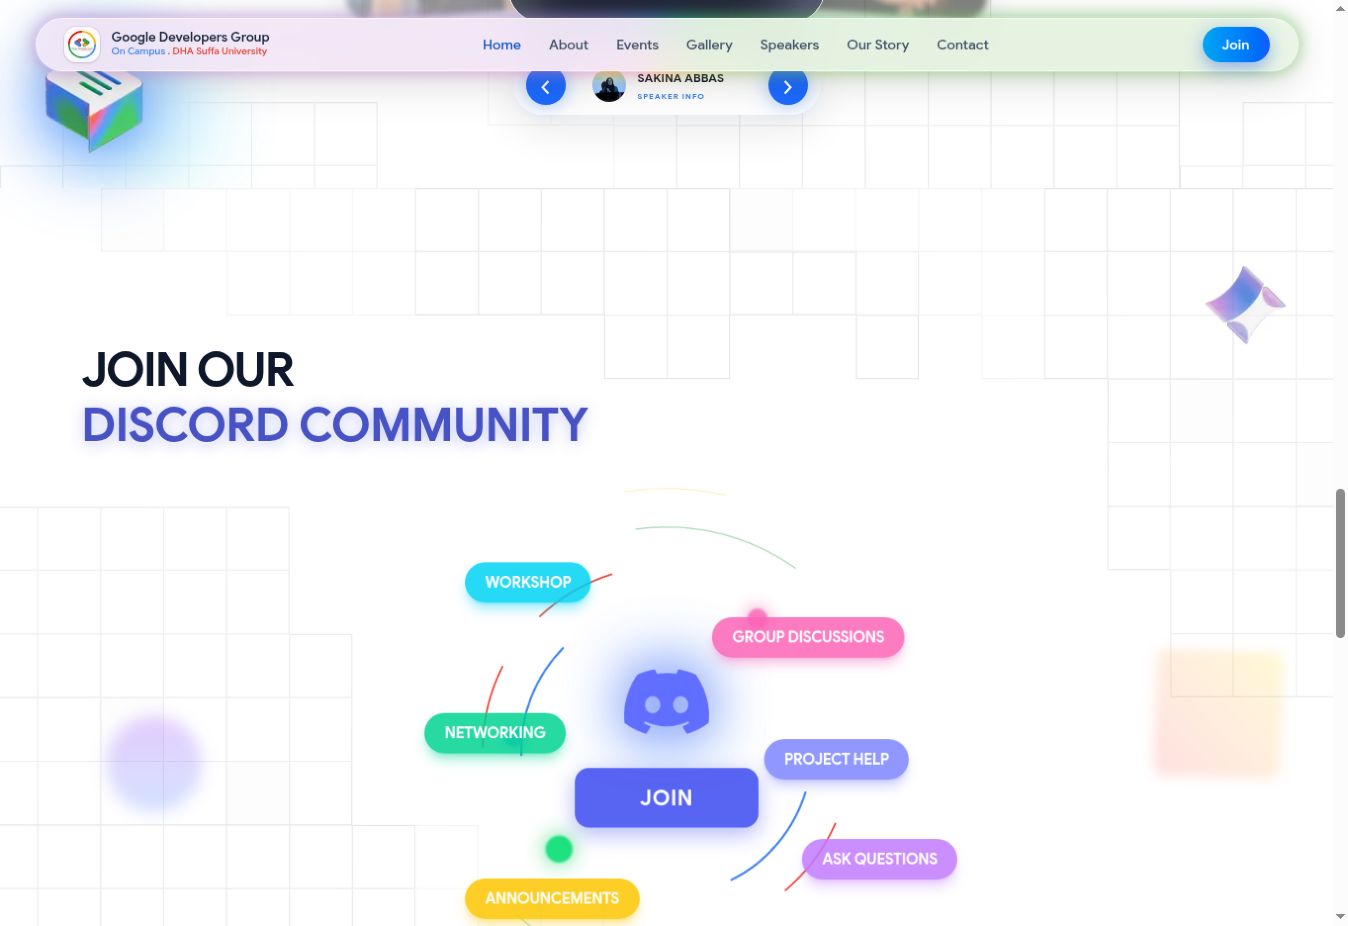 Google Developers Group
On Campus . DHA Suffa University
Home
About
Events
Gallery
Speakers
Our Story
Contact
Join
SAKINA ABBAS
SPEAKER INFO
JOIN OUR
DISCORD COMMUNITY
WORKSHOP
GROUP DISCUSSIONS
NETWORKING
PROJECT HELP
JOIN
ASK QUESTIONS
ANNOUNCEMENTS